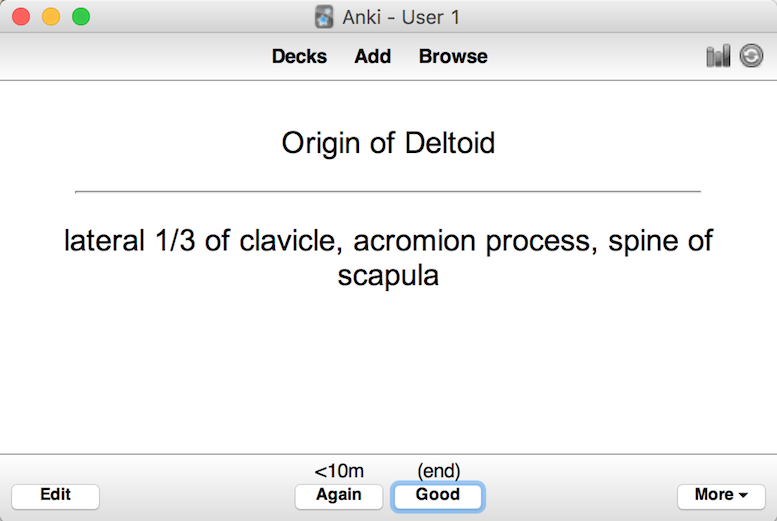 Anki - User 1
Decks Add Browse
Origin of Deltoid
lateral 1/3 of clavicle, acromion process, spine of
scapula
<10m (end)
Edit Again Good More